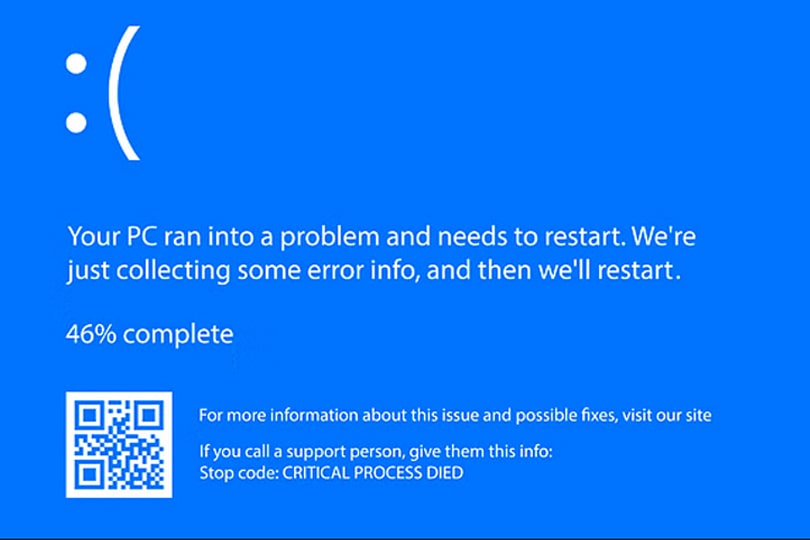 :(
Your PC ran into a problem and needs to restart. We're
just collecting some error info, and then we'll restart.
46% complete
For more information about this issue and possible fixes, visit our site
If you call a support person, give them this info:
Stop code: CRITICAL PROCESS DIED